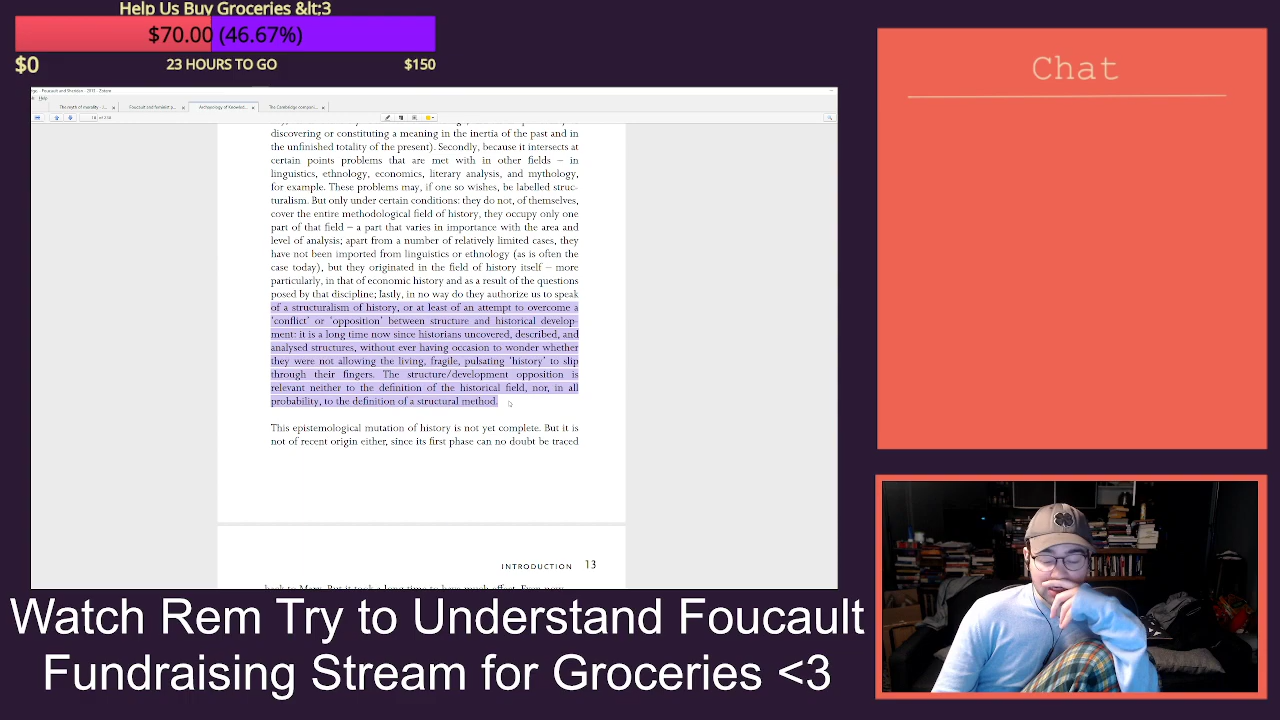 Help Us Buy Groceries &lt;3
$70.00 (46.67%)
$0
23 HOURS TO GO
$150
Chat
Help
The myth of morality - J...
Foucault and feminist p...
Archaeology of Knowled...
The Cambridge compani...
discovering or constituting a meaning in the inertia of the past and in
the unfinished totality of the present). Secondly, because it intersects at
certain points problems that are met with in other fields – in
linguistics, ethnology, economics, literary analysis, and mythology,
for example. These problems may, if one so wishes, be labelled struc-
turalism. But only under certain conditions: they do not, of themselves,
cover the entire methodological field of history, they occupy only one
part of that field – a part that varies in importance with the area and
level of analysis; apart from a number of relatively limited cases, they
have not been imported from linguistics or ethnology (as is often the
case today), but they originated in the field of history itself – more
particularly, in that of economic history and as a result of the questions
posed by that discipline; lastly, in no way do they authorize us to speak
of a structuralism of history, or at least of an attempt to overcome a
'conflict' or 'opposition' between structure and historical develop-
ment: it is a long time now since historians uncovered, described, and
analysed structures, without ever having occasion to wonder whether
they were not allowing the living, fragile, pulsating 'history' to slip
through their fingers. The structure/development opposition is
relevant neither to the definition of the historical field, nor, in all
probability, to the definition of a structural method.
This epistemological mutation of history is not yet complete. But it is
not of recent origin either, since its first phase can no doubt be traced
INTRODUCTION 13
Watch Rem Try to Understand Foucault
Fundraising Stream for Groceries <3